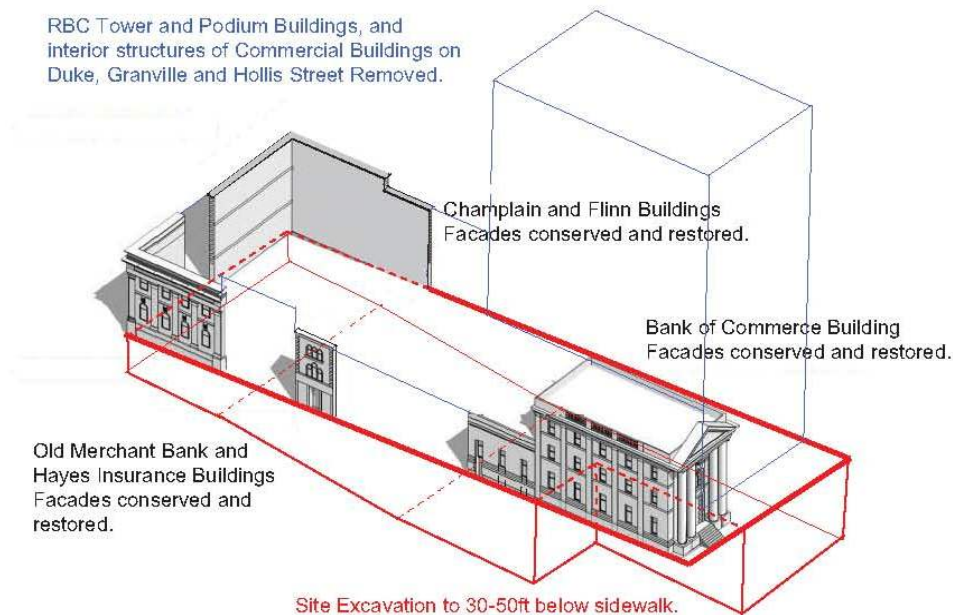 RBC Tower and Podium Buildings, and
interior structures of Commercial Buildings on
Duke, Granville and Hollis Street Removed.
Champlain and Flinn Buildings
Facades conserved and restored.
Bank of Commerce Building
Facades conserved and restored.
Old Merchant Bank and
Hayes Insurance Buildings
Facades conserved and
restored.
Site Excavation to 30-50ft below sidewalk.